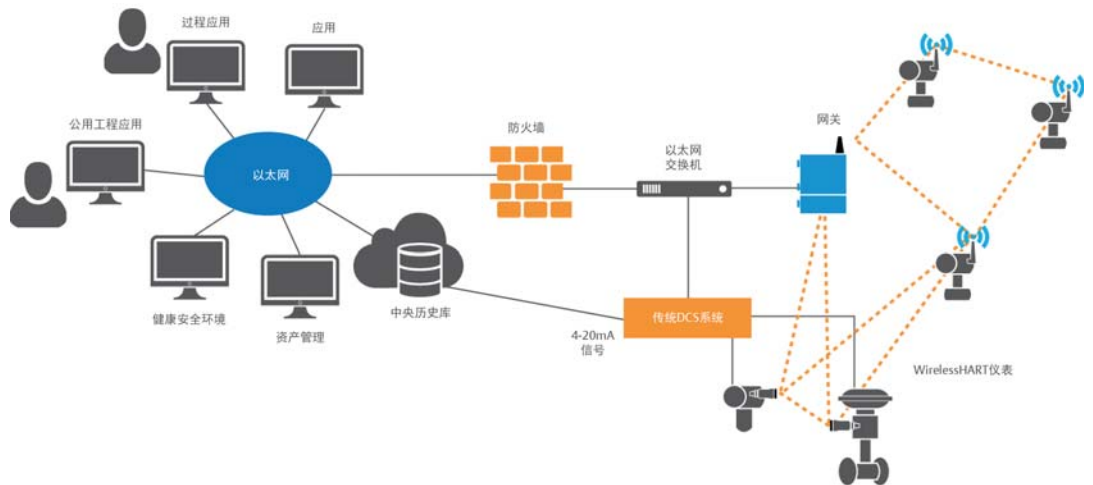 过程应用
应用
公用工程应用
防火墙
以太网
交换机
网关
以太网
健康安全环境
资产管理
中央历史库
传统DCS系统
4-20mA
信号
WirelessHART仪表